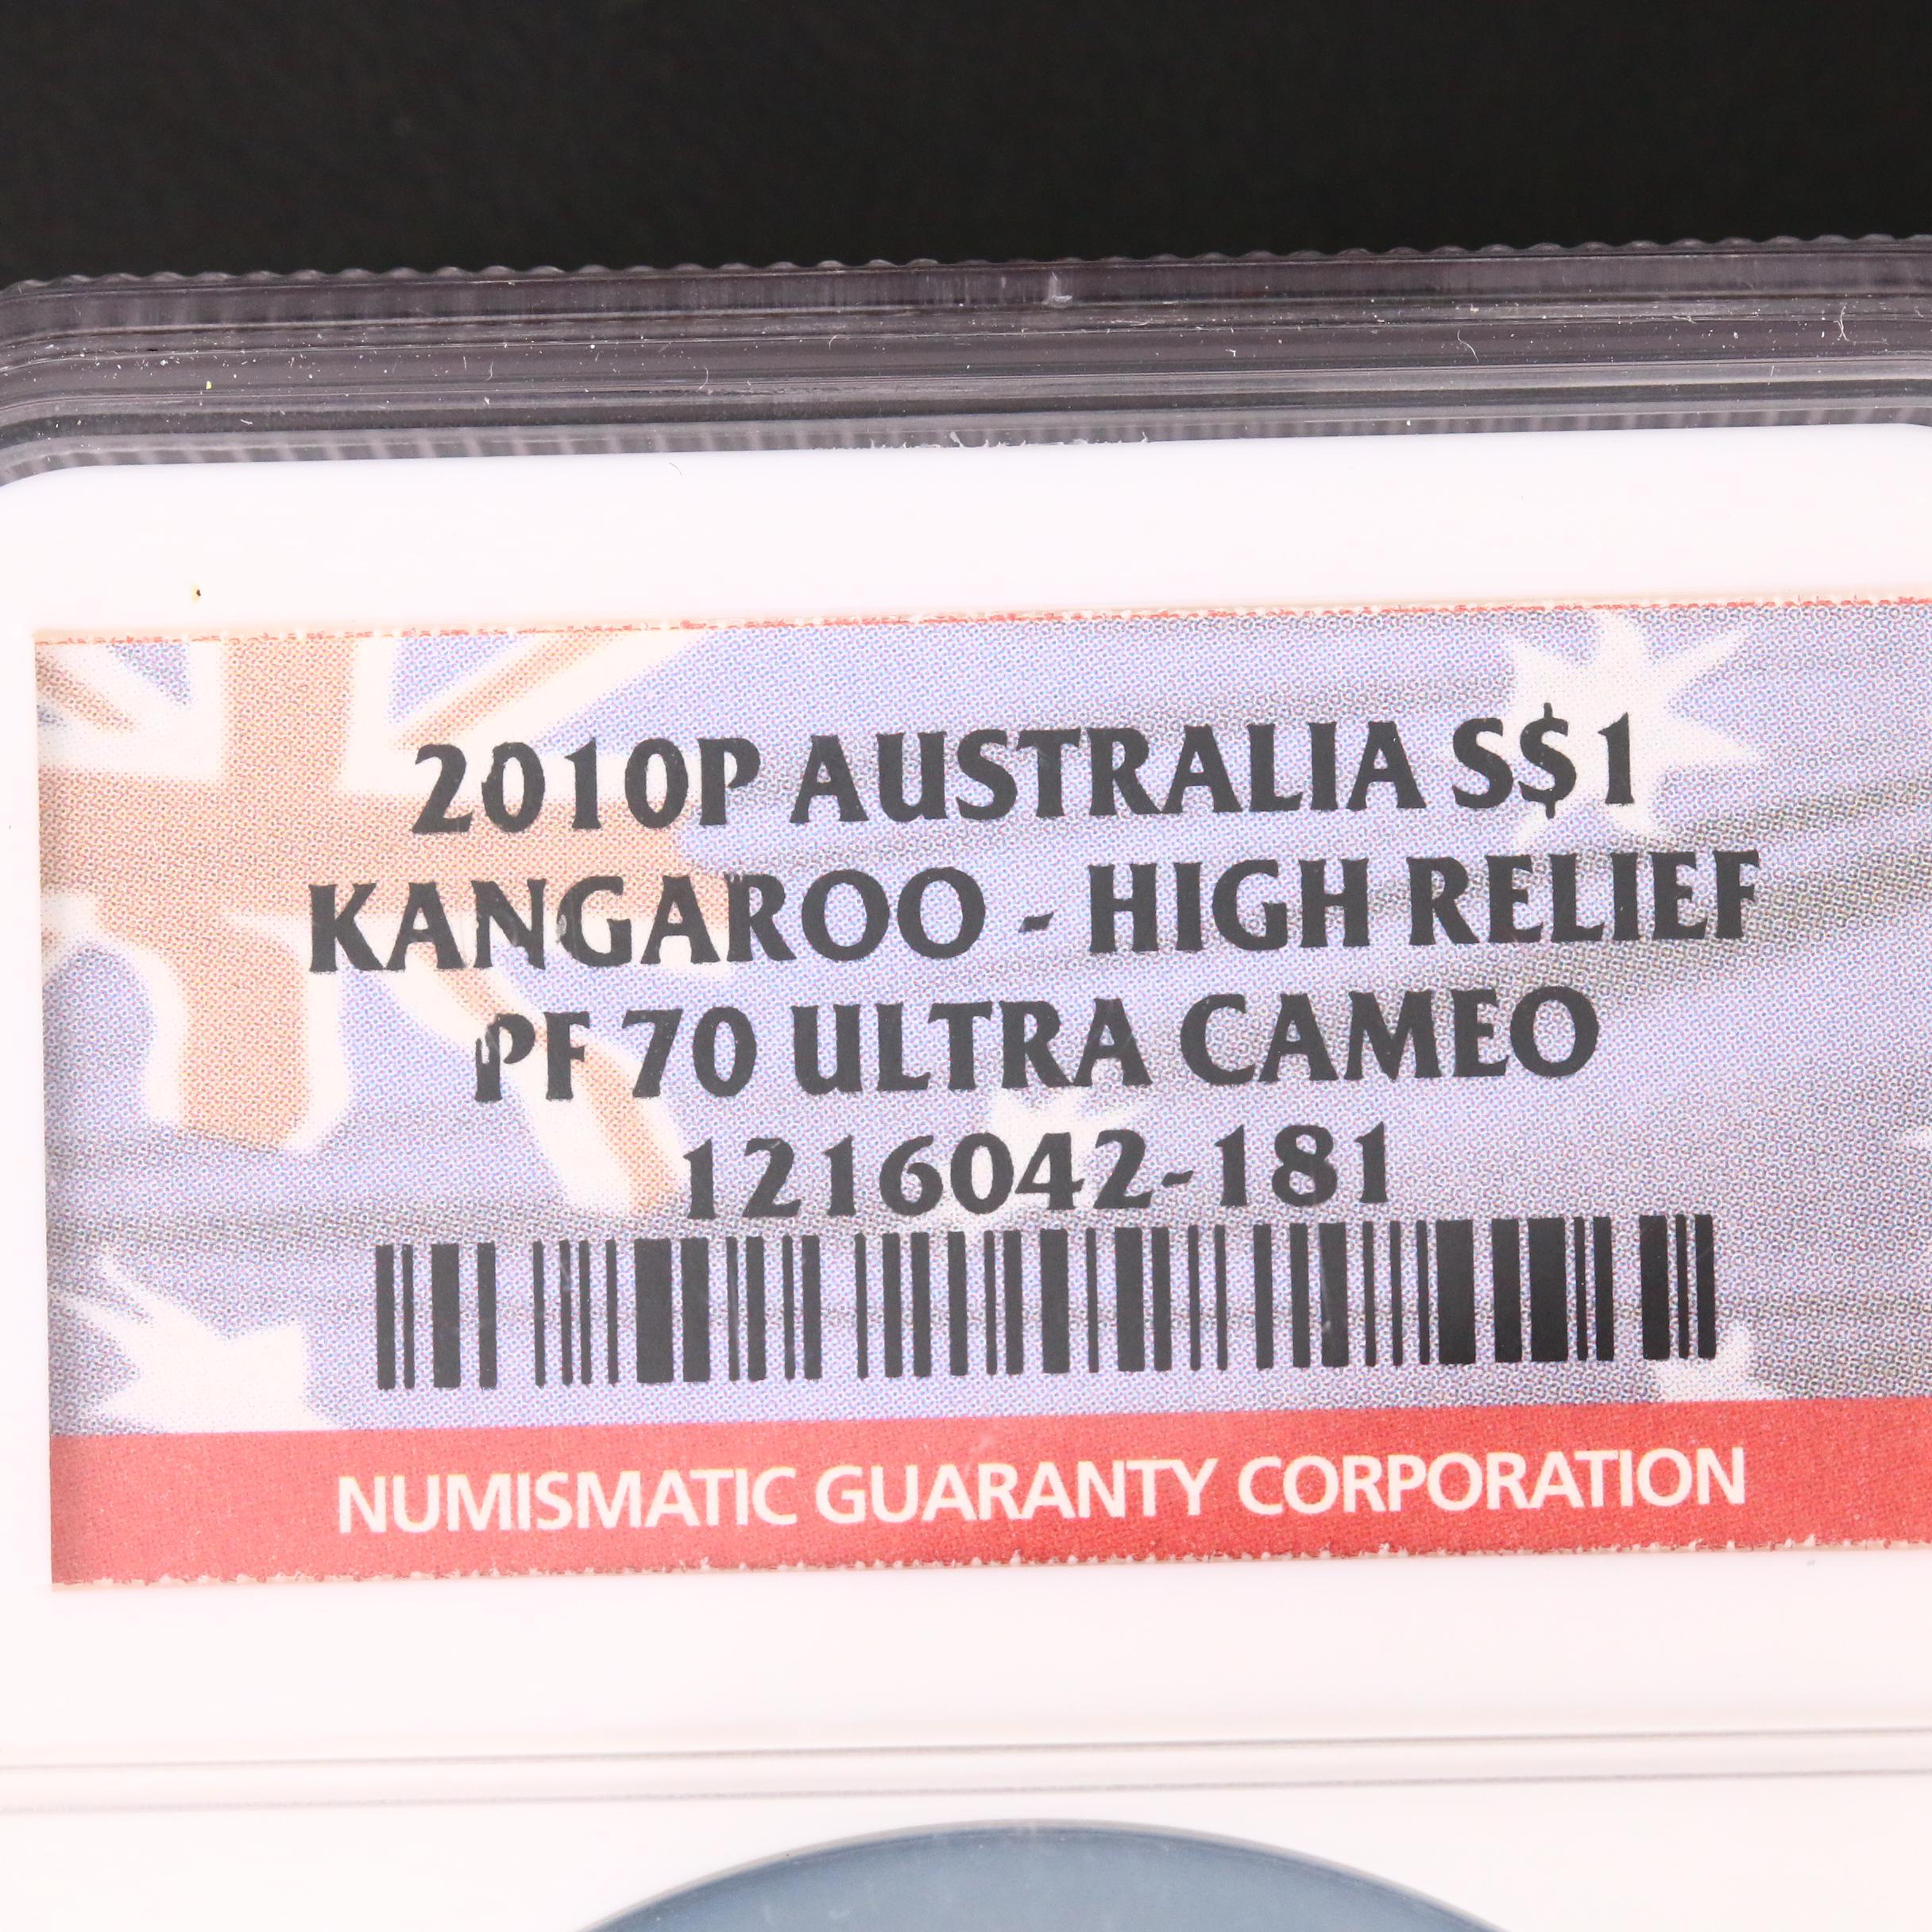 2010P AUSTRALIA S$1
KANGAROO - HIGH RELIEF
PF 70 ULTRA CAMEO
1216042-181
NUMISMATIC GUARANTY CORPORATION